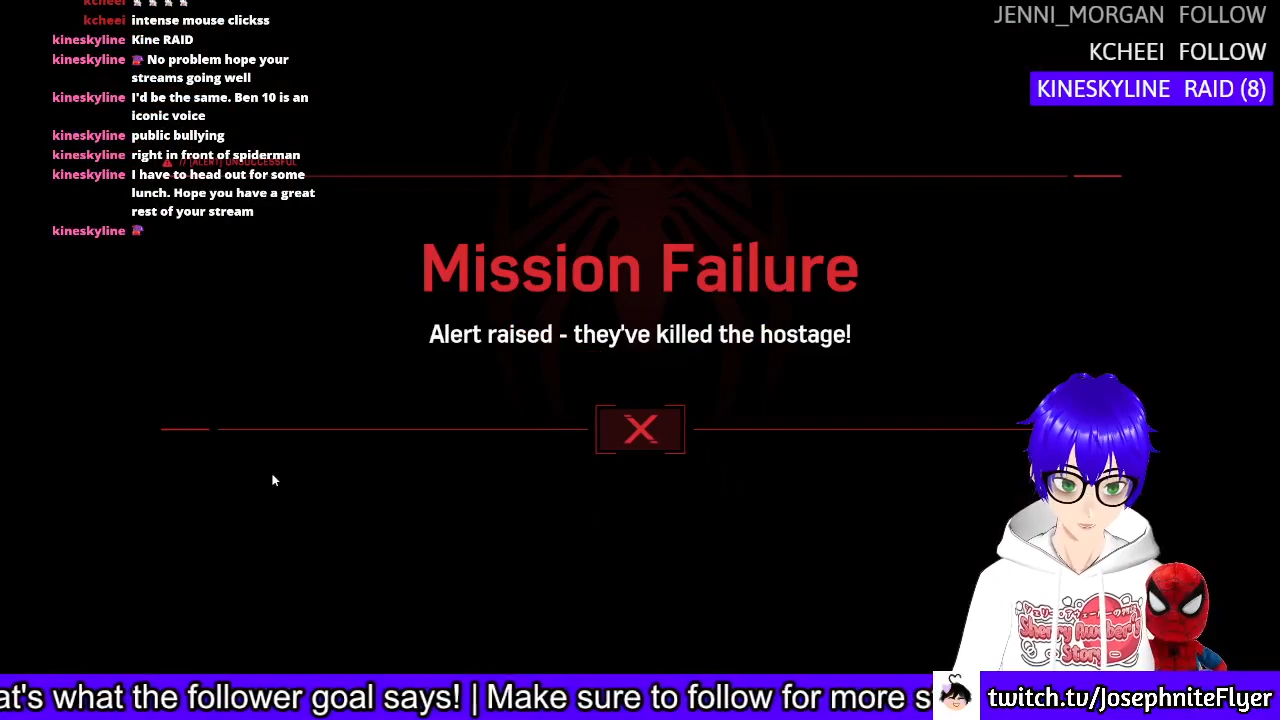 kcheei
kcheei intense mouse clickss
kineskyline Kine RAID
kineskyline No problem hope your
streams going well
kineskyline I'd be the same. Ben 10 is an
iconic voice
kineskyline public bullying
kineskyline right in front of spiderman
// [ALERT] UNSUCCESSFUL
kineskyline I have to head out for some
lunch. Hope you have a great
rest of your stream
kineskyline
JENNI_MORGAN FOLLOW
KCHEEI FOLLOW
KINESKYLINE RAID (8)
Mission Failure
Alert raised - they've killed the hostage!
X
Story
at's what the follower goal says! | Make sure to follow for more s
twitch.tv/JosephniteFlyer